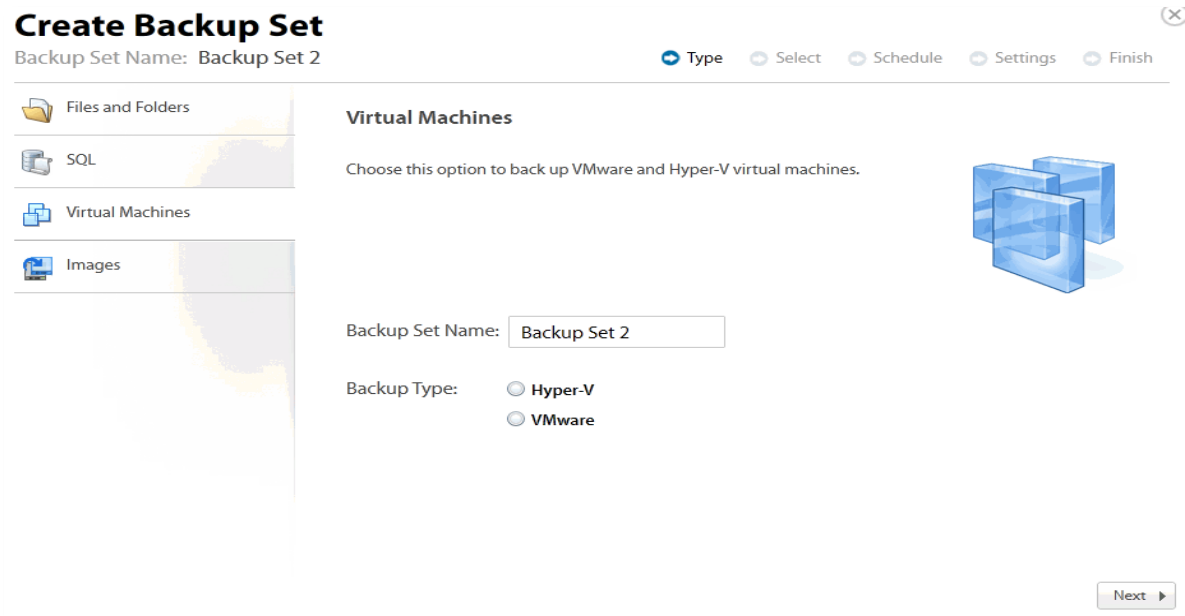 Create Backup Set
Backup Set Name: Backup Set 2
Type Select Schedule Settings Finish
Files and Folders
SQL
Virtual Machines
Images
Virtual Machines
Choose this option to back up VMware and Hyper-V virtual machines.
Backup Set Name: Backup Set 2
Backup Type: Hyper-V
VMware
Next